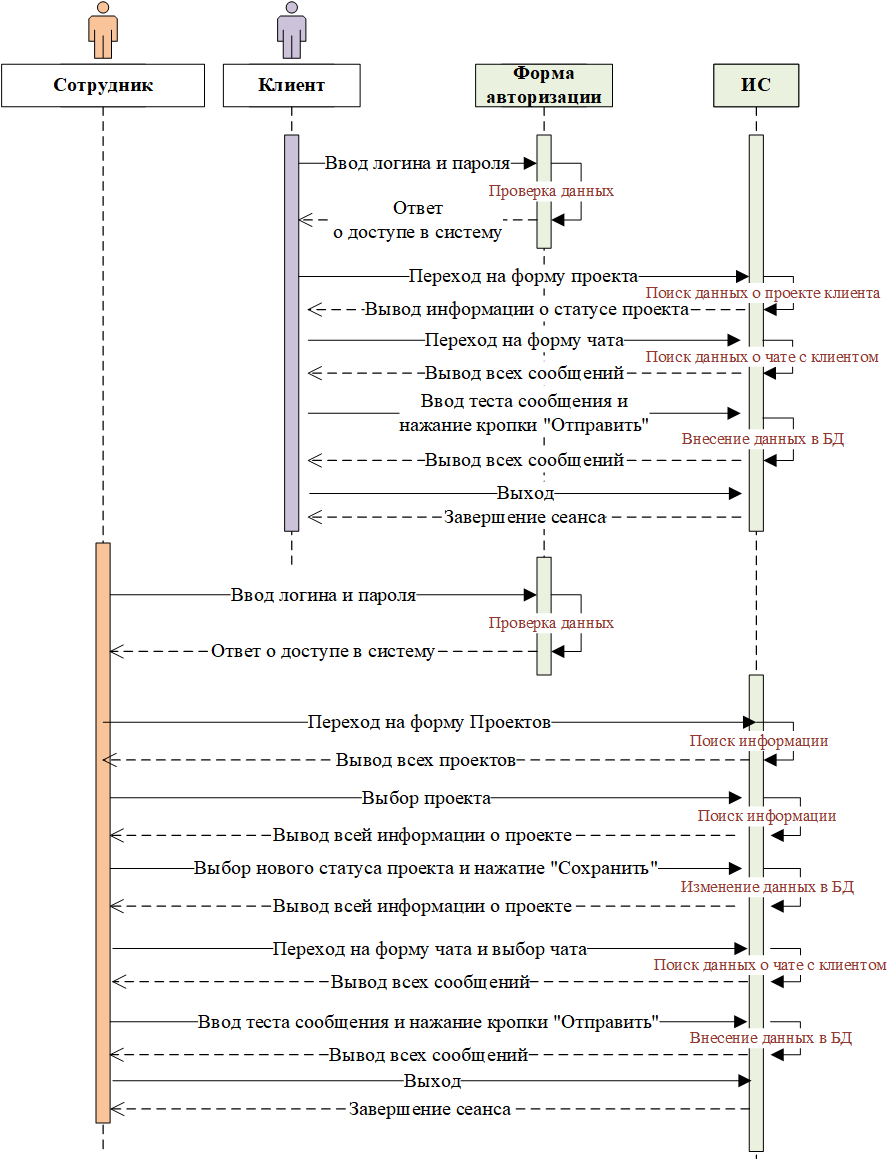 Сотрудник
Клиент
Форма
авторизации
ИС
Ввод логина и пароля
Проверка данных
Ответ
о доступе в систему
Переход на форму проекта
Поиск данных о проекте клиента
Вывод информации о статусе проекта
Переход на форму чата
Поиск данных о чате с клиентом
Вывод всех сообщений
Ввод теста сообщения и
нажание кропки "Отправить"
Внесение данных в БД
Вывод всех сообщений
Выход
Завершение сеанса
Ввод логина и пароля
Проверка данных
Ответ о доступе в систему
Переход на форму Проектов
Поиск информации
Вывод всех проектов
Выбор проекта
Поиск информации
Вывод всей информации о проекте
Выбор нового статуса проекта и нажатие "Сохранить"
Изменение данных в БД
Вывод всей информации о проекте
Переход на форму чата и выбор чата
Поиск данных о чате с клиентом
Вывод всех сообщений
Ввод теста сообщения и нажание кропки "Отправить"
Внесение данных в БД
Вывод всех сообщений
Выход
Завершение сеанса